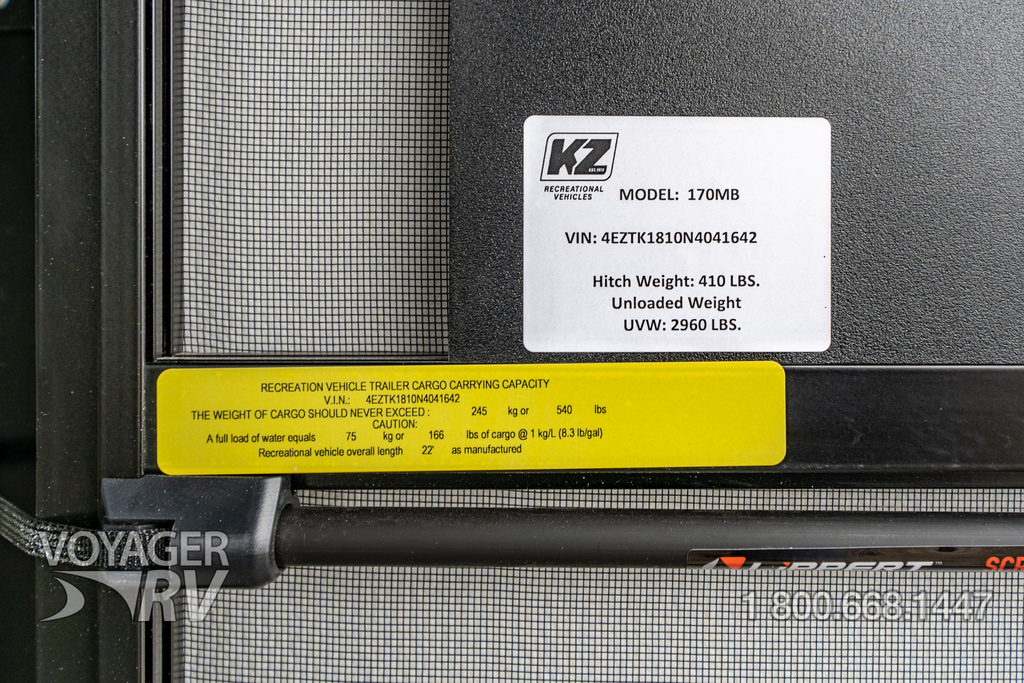 KZ
EST. 1972
RECREATIONAL
VEHICLES
MODEL: 170MB
VIN: 4EZTK1810N4041642
Hitch Weight: 410 LBS.
Unloaded Weight
UVW: 2960 LBS.
RECREATION VEHICLE TRAILER CARGO CARRYING CAPACITY
V.I.N.: 4EZTK1810N4041642
THE WEIGHT OF CARGO SHOULD NEVER EXCEED : 245 kg or 540 lbs
CAUTION:
A full load of water equals 75 kg or 166 lbs of cargo @ 1 kg/L (8.3 lb/gal)
Recreational vehicle overall length 22' as manufactured
VOYAGER
RV
LIPPERT™
1 800.668.1447